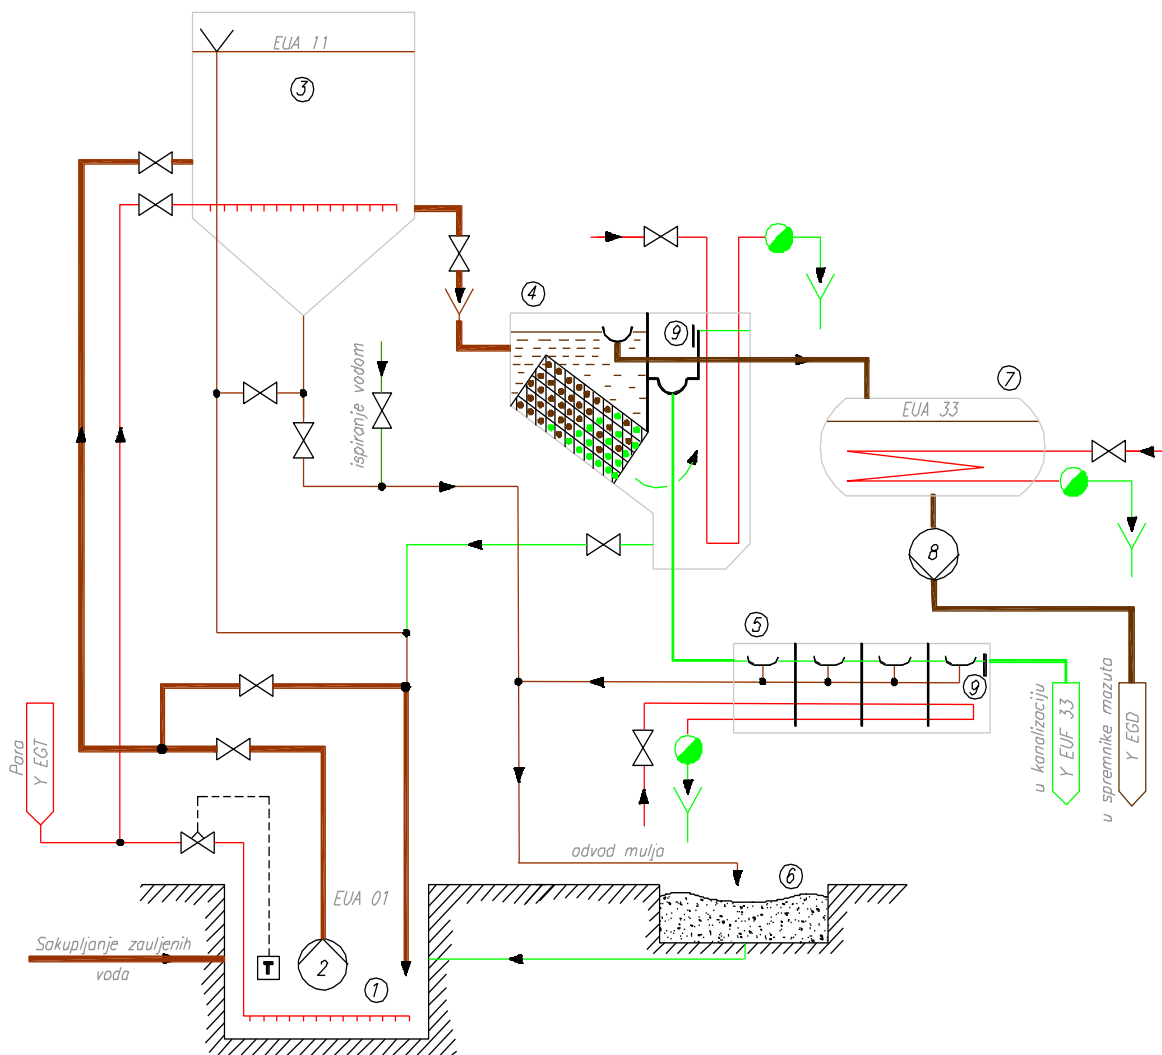 EUA 11
3
4
9
ispiranje vodom
7
EUA 33
8
5
9
Para
Y EGT
u kanalizaciju
Y EUF 33
u spremnike mazuta
Y EGD
odvod mulja
6
EUA 01
Sakupljanje zauljenih
voda
T
2
1